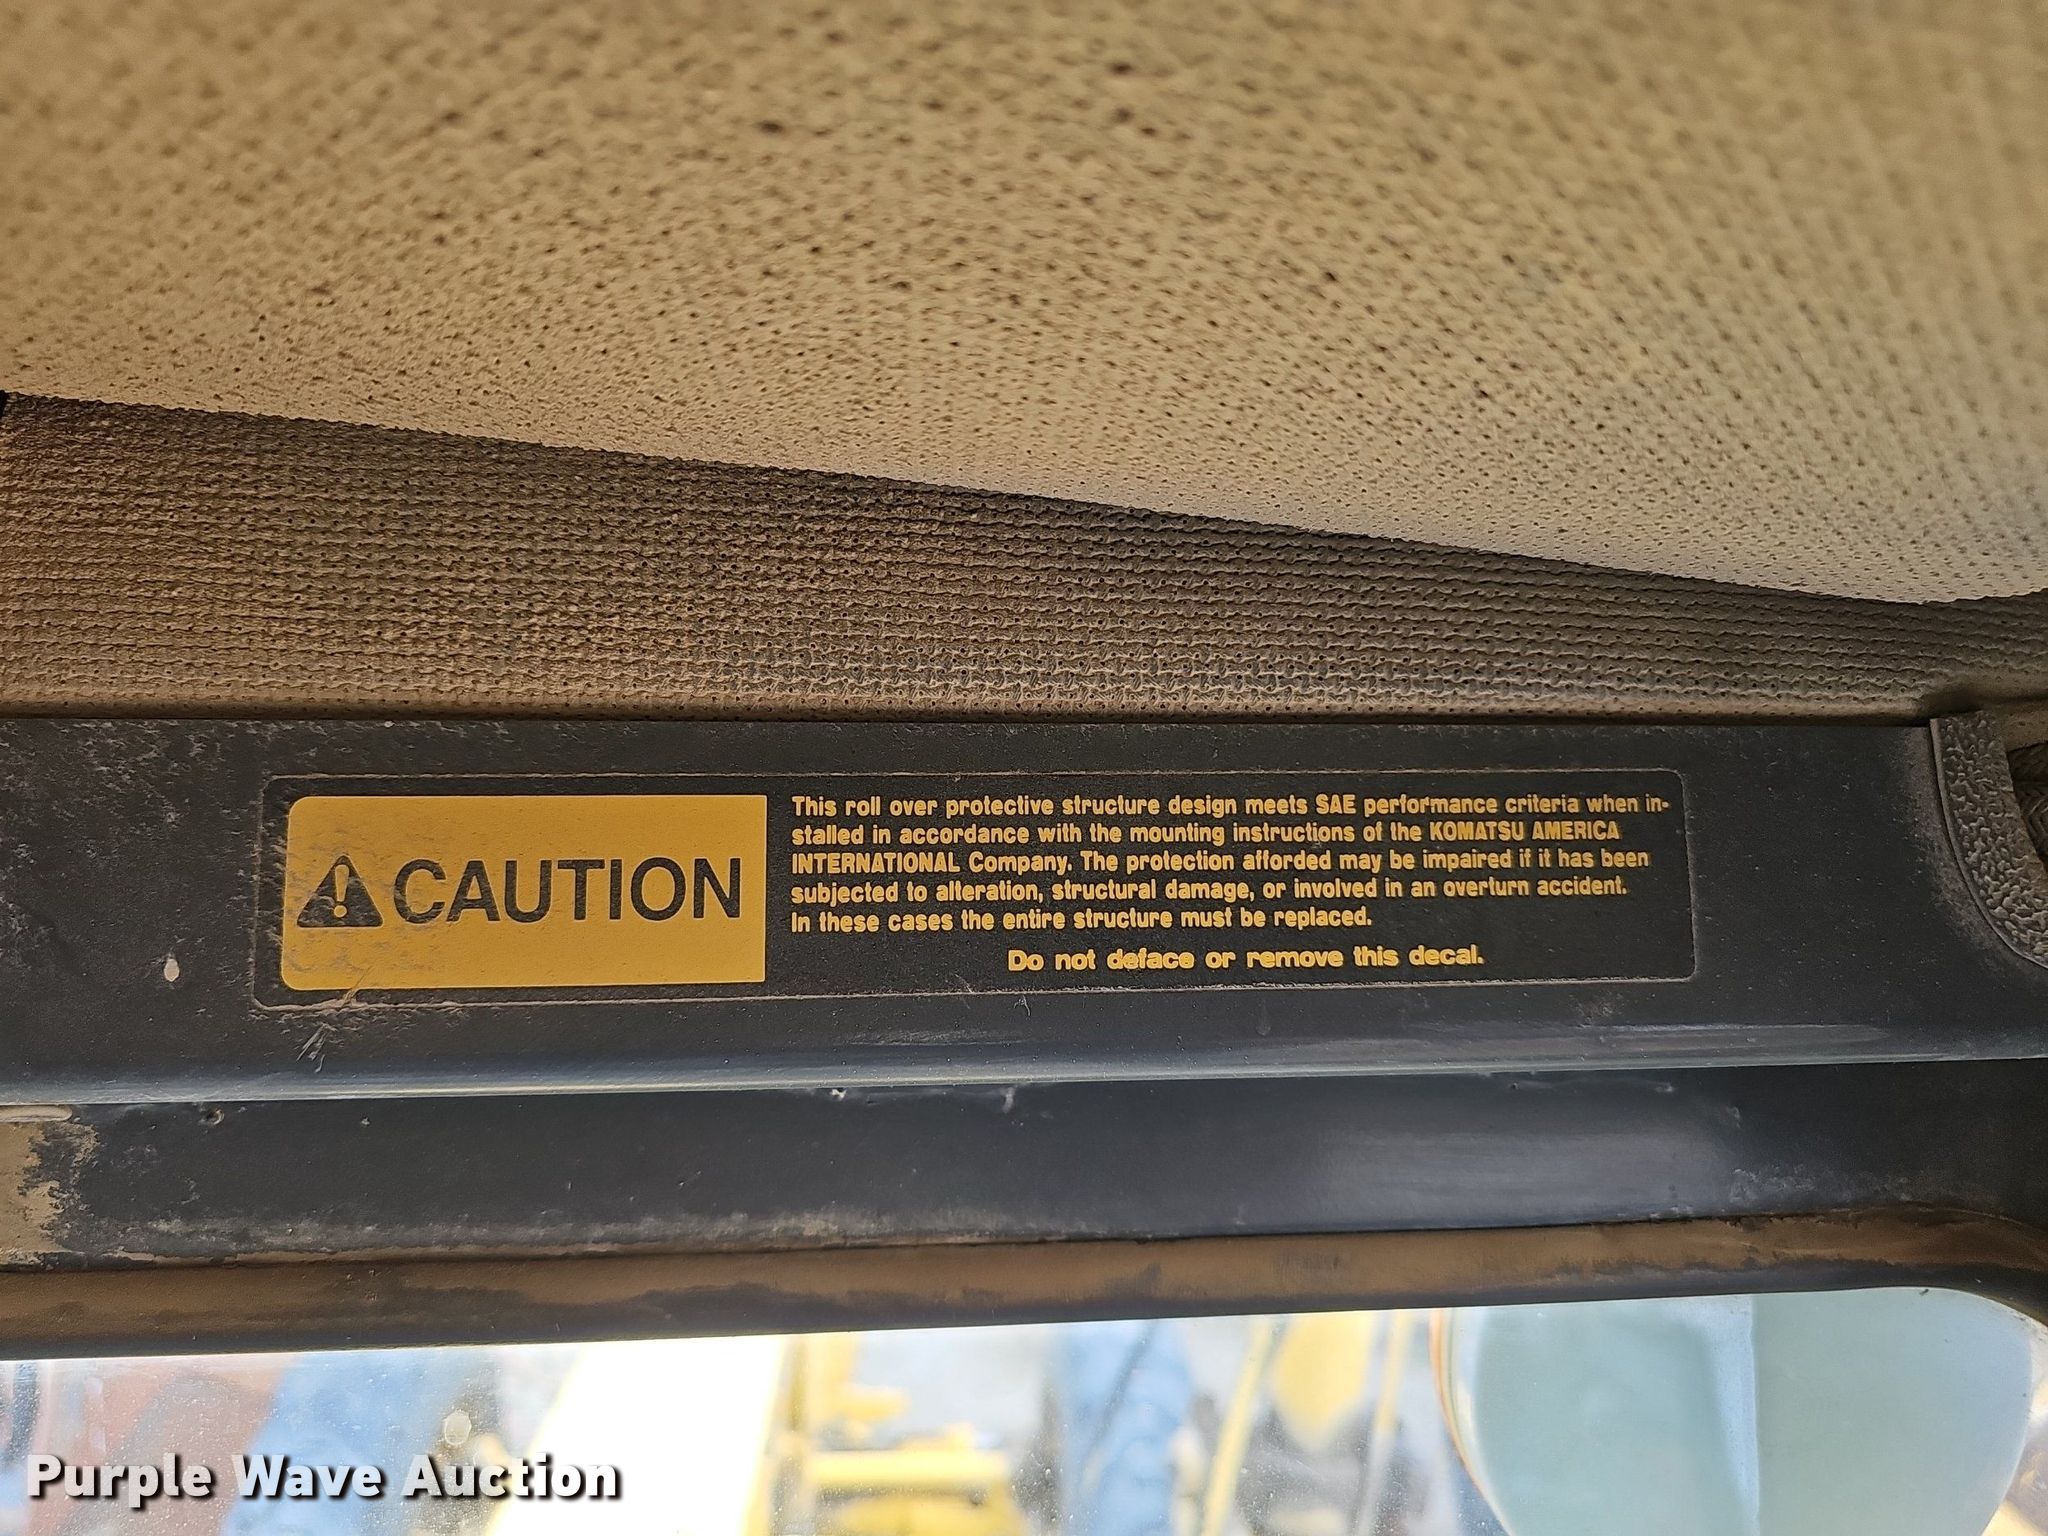 CAUTION
This roll over protective structure design meets SAE performance criteria when in-
stalled in accordance with the mounting instructions of the KOMATSU AMERICA
INTERNATIONAL Company. The protection afforded may be impaired if it has been
subjected to alteration, structural damage, or involved in an overturn accident.
In these cases the entire structure must be replaced.
Do not deface or remove this decal.
Purple Wave Auction